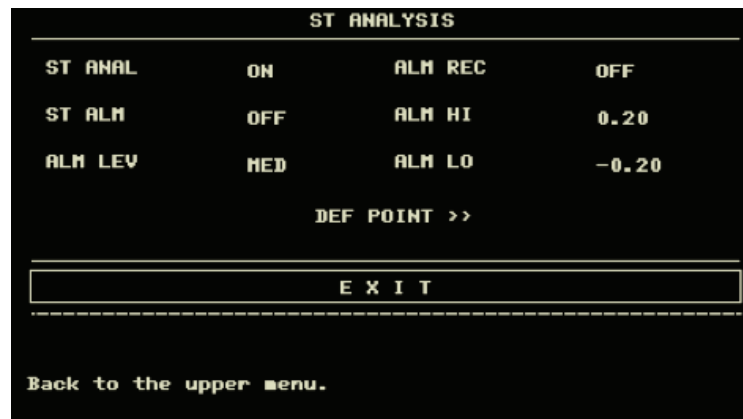 ST ANALYSIS
ST ANAL ON ALM REC OFF
ST ALM OFF ALM HI 0.20
ALM LEV MED ALM LO -0.20
DEF POINT >>
E X I T
Back to the upper menu.